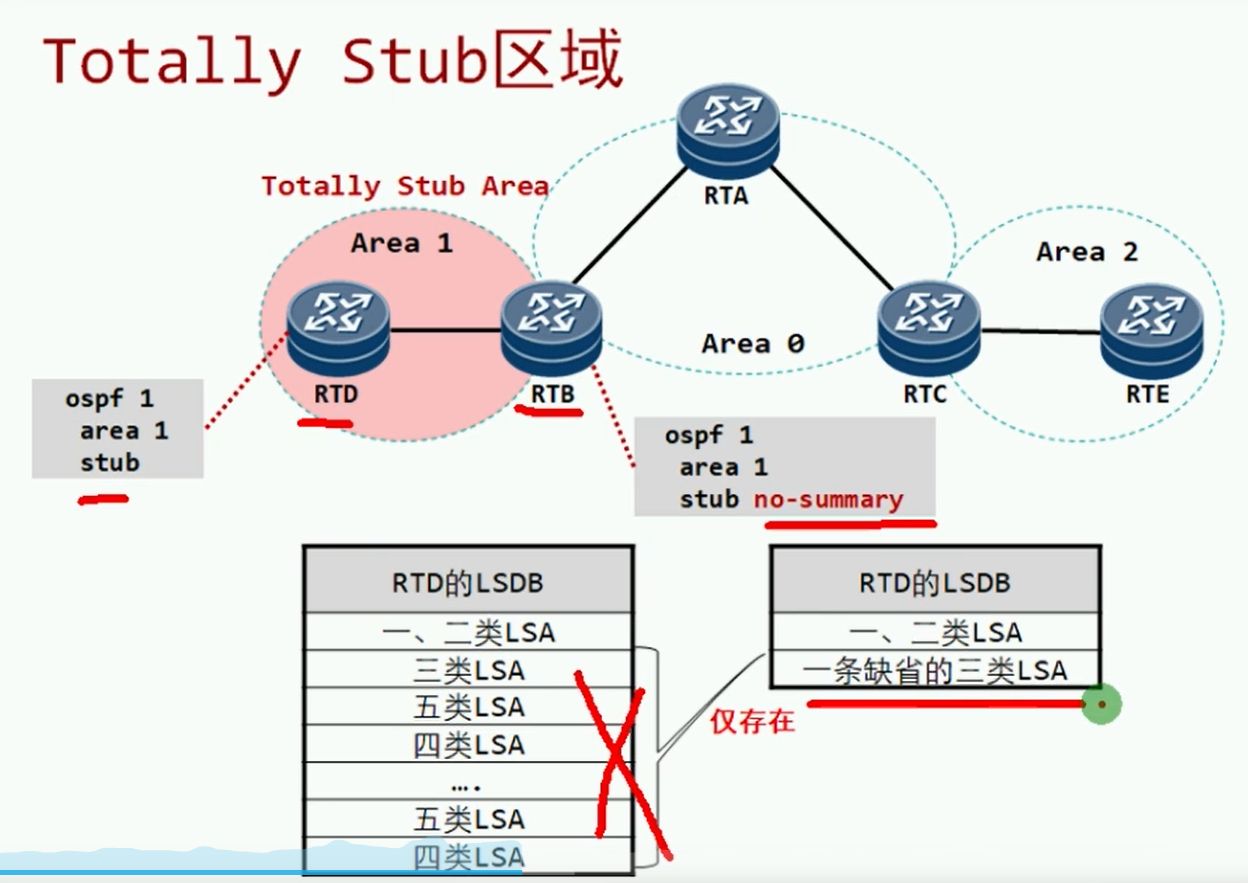 Totally Stub区域
RTA
Totally Stub Area
Area 1
Area 2
Area 0
RTD
RTB
RTC
RTE
ospf 1
area 1
stub
ospf 1
area 1
stub no-summary
RTD的LSDB
一、二类LSA
三类LSA
五类LSA
四类LSA
….
五类LSA
四类LSA
仅存在
RTD的LSDB
一、二类LSA
一条缺省的三类LSA